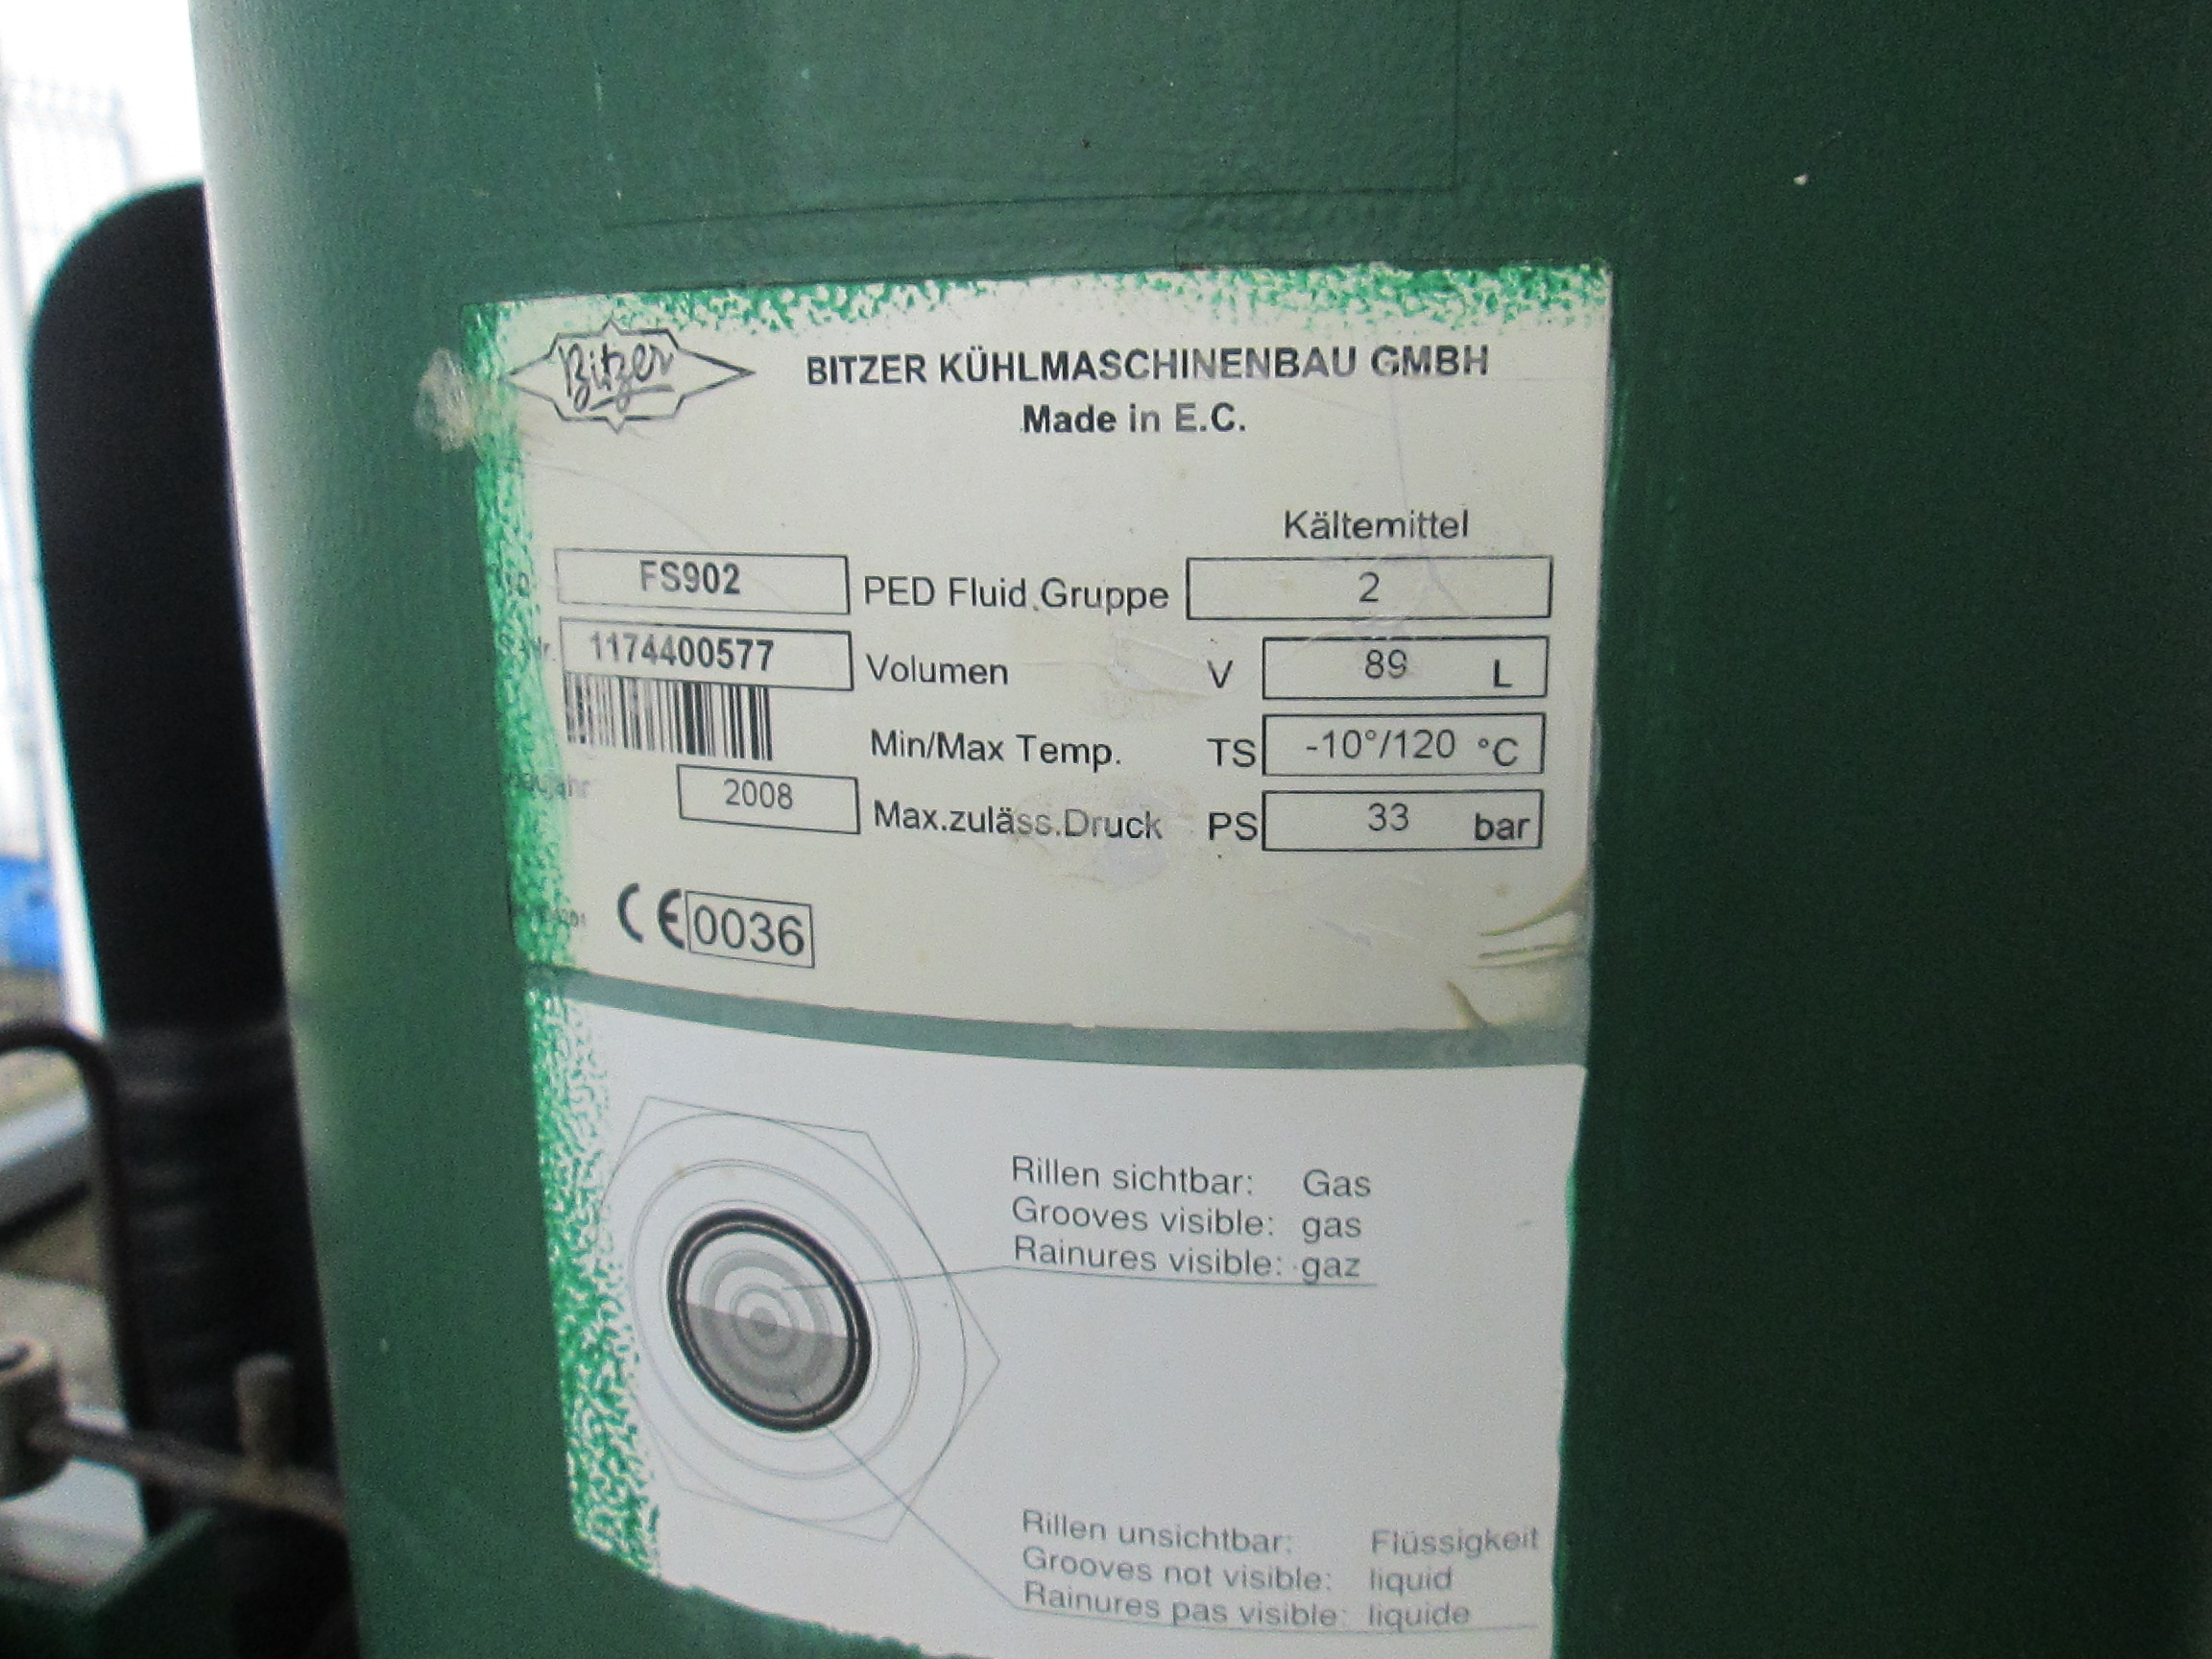 Bitzer
BITZER KÜHLMASCHINENBAU GMBH
Made in E.C.
Kältemittel
FS902 PED Fluid.Gruppe 2
1174400577 Volumen V 89 L
Min/Max Temp. TS -10°/120 °C
2008 Max.zuläss.Druck PS 33 bar
CE 0036
Rillen sichtbar: Gas
Grooves visible: gas
Rainures visible: gaz
Rillen unsichtbar: Flüssigkeit
Grooves not visible: liquid
Rainures pas visible: liquide